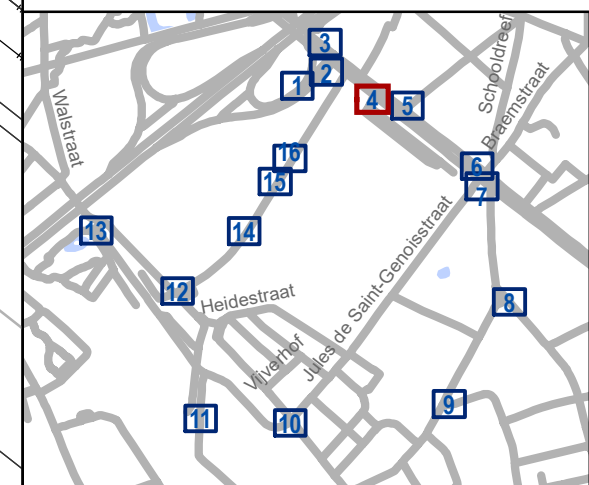 Schooldreef
3
2
1
4
5
Braemstraat
Walstraat
16
6
15
7
13
14
Jules de Saint-Genoisstraat
12
Heidestraat
8
Vijverhof
9
11
10